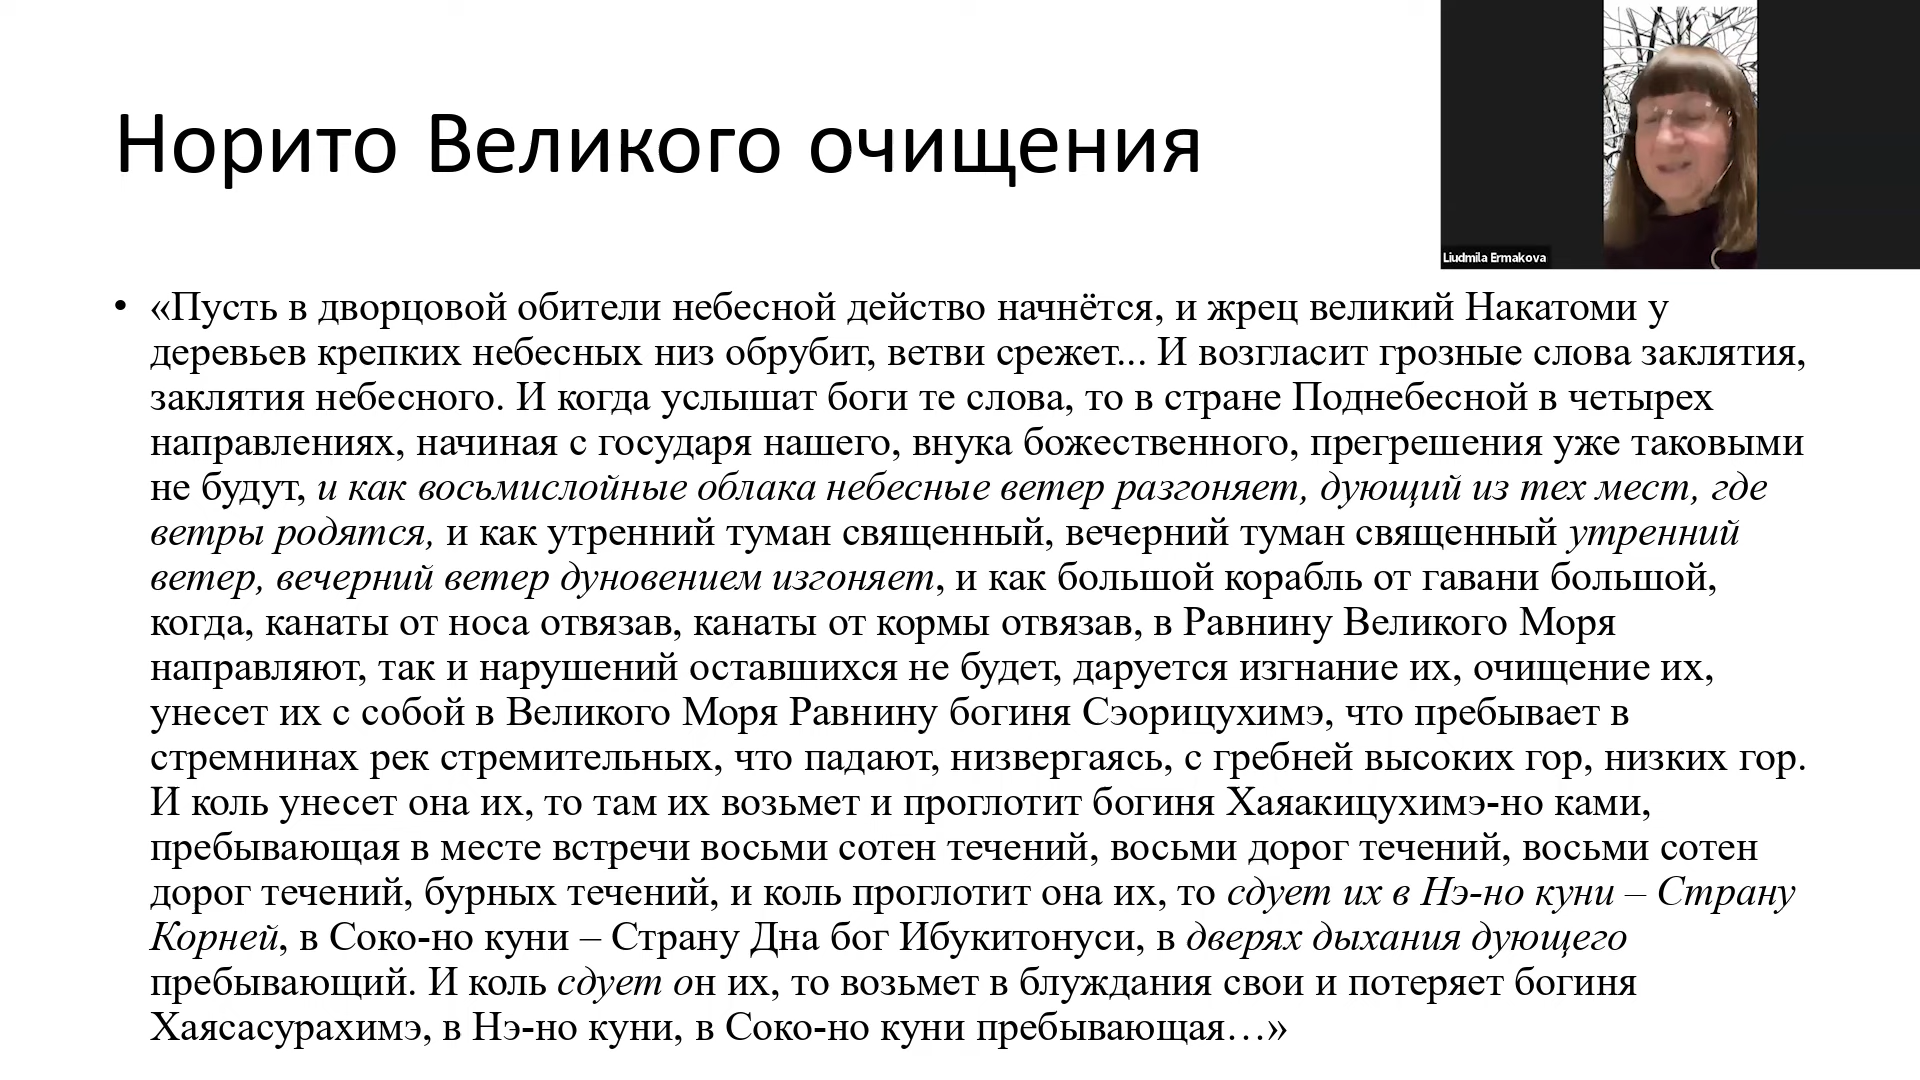 Норито Великого очищения
Liudmila Ermakova
• «Пусть в дворцовой обители небесной действо начнётся, и жрец великий Накатоми у
деревьев крепких небесных низ обрубит, ветви срежет... И возгласит грозные слова заклятия,
заклятия небесного. И когда услышат боги те слова, то в стране Поднебесной в четырех
направлениях, начиная с государя нашего, внука божественного, прегрешения уже таковыми
не будут, и как восьмислойные облака небесные ветер разгоняет, дующий из тех мест, где
ветры родятся, и как утренний туман священный, вечерний туман священный утренний
ветер, вечерний ветер дуновением изгоняет, и как большой корабль от гавани большой,
когда, канаты от носа отвязав, канаты от кормы отвязав, в Равнину Великого Моря
направляют, так и нарушений оставшихся не будет, даруется изгнание их, очищение их,
унесет их с собой в Великого Моря Равнину богиня Сэорицухимэ, что пребывает в
стремнинах рек стремительных, что падают, низвергаясь, с гребней высоких гор, низких гор.
И коль унесет она их, то там их возьмет и проглотит богиня Хаяакицухимэ-но ками,
пребывающая в месте встречи восьми сотен течений, восьми дорог течений, восьми сотен
дорог течений, бурных течений, и коль проглотит она их, то сдует их в Нэ-но куни – Страну
Корней, в Соко-но куни – Страну Дна бог Ибукитонуси, в дверях дыхания дующего
пребывающий. И коль сдует он их, то возьмет в блуждания свои и потеряет богиня
Хаясасурахимэ, в Нэ-но куни, в Соко-но куни пребывающая…»